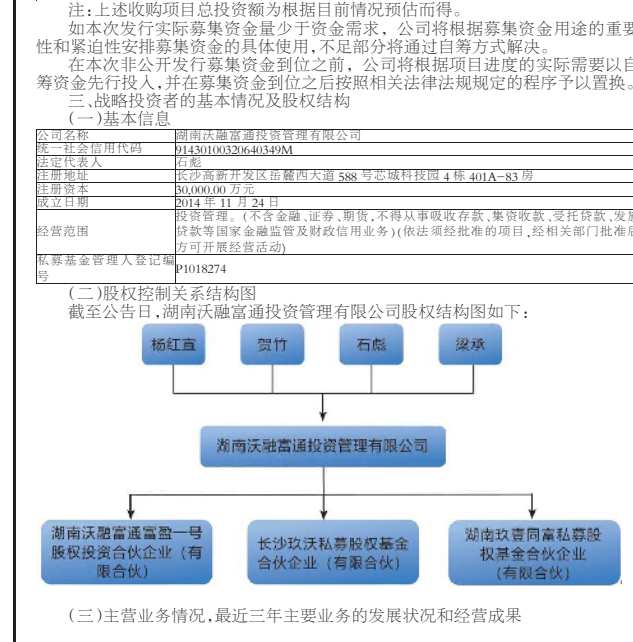 注:上述收购项目总投资额为根据目前情况预估而得。
如本次发行实际募集资金量少于资金需求，公司将根据募集资金用途的重要
性和紧迫性安排募集资金的具体使用,不足部分将通过自筹方式解决。
在本次非公开发行募集资金到位之前，公司将根据项目进度的实际需要以自
筹资金先行投入,并在募集资金到位之后按照相关法律法规规定的程序予以置换。
三、战略投资者的基本情况及股权结构
(一)基本信息
公司名称 湖南沃融富通投资管理有限公司
统一社会信用代码 91430100320640349M
法定代表人 石彪
注册地址 长沙高新开发区岳麓西大道 588 号芯城科技园 4 栋 401A-83 房
注册资本 30,000.00 万元
成立日期 2014 年 11 月 24 日
经营范围 投资管理。(不含金融、证券、期货,不得从事吸收存款、集资收款、受托贷款、发放
贷款等国家金融监管及财政信用业务)(依法须经批准的项目,经相关部门批准后
方可开展经营活动)
私募基金管理人登记编
号 P1018274
(二)股权控制关系结构图
截至公告日,湖南沃融富通投资管理有限公司股权结构图如下:
杨红宣 贺竹 石彪 梁承
湖南沃融富通投资管理有限公司
湖南沃融富通富盈一号
股权投资合伙企业（有
限合伙）
长沙玖沃私募股权基金
合伙企业（有限合伙）
湖南玖壹同富私募股
权基金合伙企业
（有限合伙）
(三)主营业务情况,最近三年主要业务的发展状况和经营成果